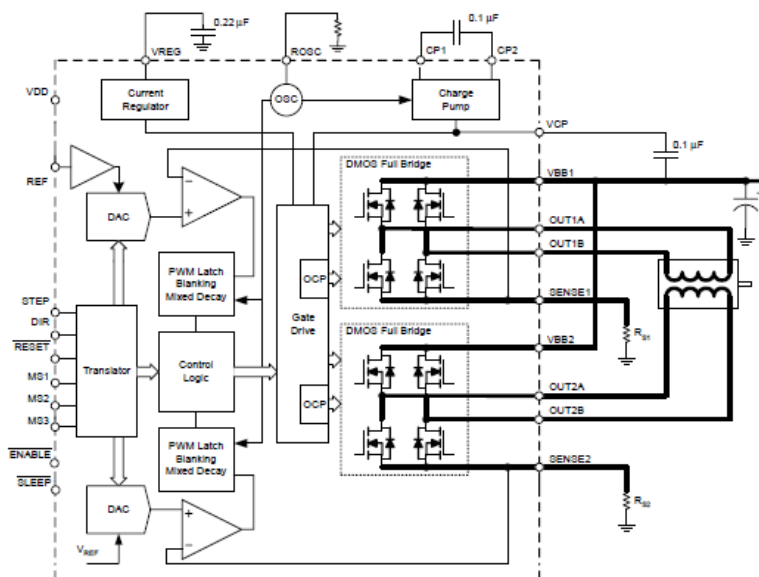 0.22 µF
0.1 µF
VREG
ROSC
CP1
CP2
VDD
Current
Regulator
OSC
Charge
Pump
VCP
0.1 µF
REF
DMOS Full Bridge
VBB1
DAC
OUT1A
OUT1B
PWM Latch
Blanking
Mixed Decay
OCP
SENSE1
STEP
DIR
RESET
MS1
MS2
MS3
Translator
Control
Logic
Gate
Drive
DMOS Full Bridge
VBB2
RS1
OUT2A
OUT2B
OCP
PWM Latch
Blanking
Mixed Decay
ENABLE
SLEEP
SENSE2
DAC
RS2
VREF